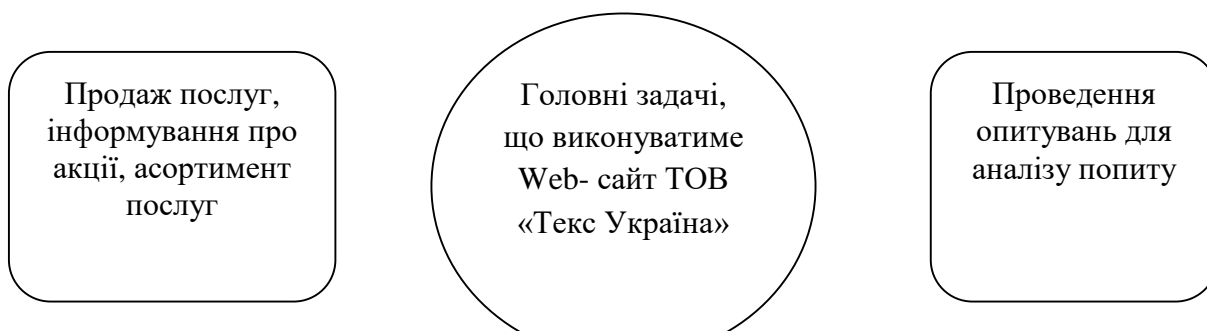 Продаж послуг,
інформування про
акції, асортимент
послуг
Головні задачі,
що виконуватиме
Web- сайт ТОВ
«Текс Україна»
Проведення
опитувань для
аналізу попиту